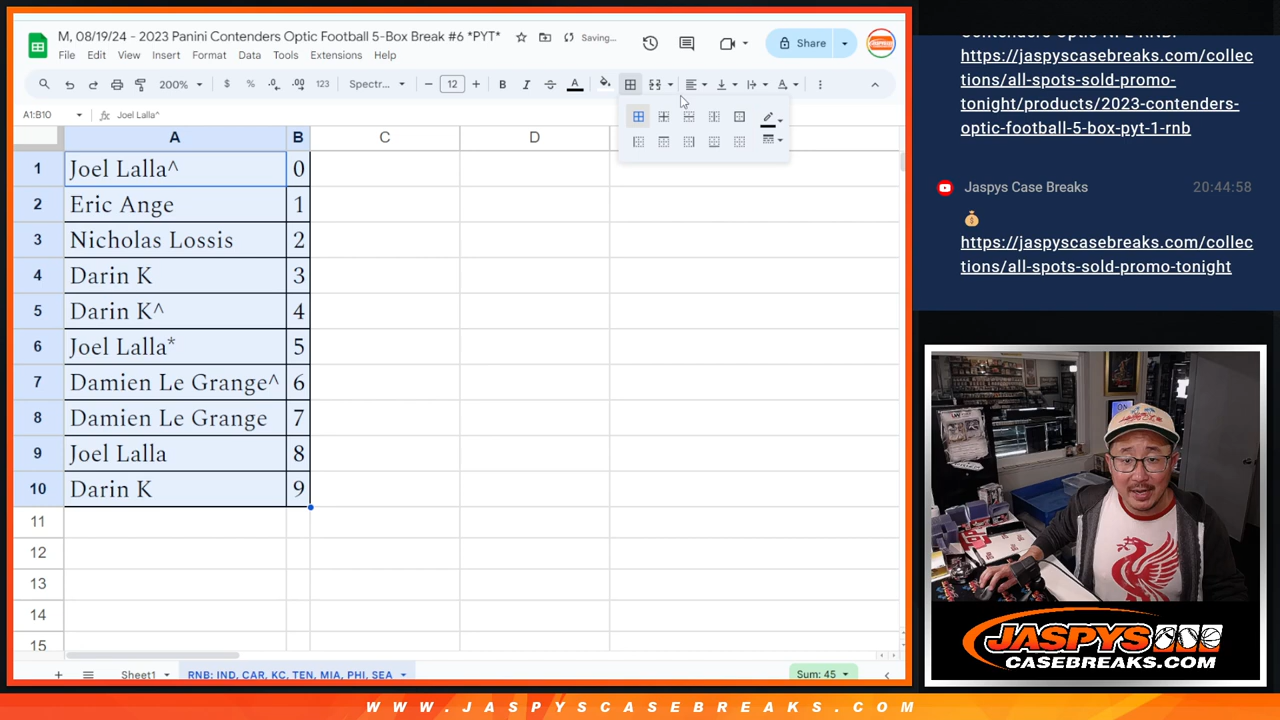 M, 08/19/24 - 2023 Panini Contenders Optic Football 5-Box Break #6 *PYT*
Saving...
Share
File Edit View Insert Format Data Tools Extensions Help
200% $ % .0 .00 123 Spectr... 12 B I A
A1:B10 Joel Lalla^
A B C D
1 Joel Lalla^ 0
2 Eric Ange 1
3 Nicholas Lossis 2
4 Darin K 3
5 Darin K^ 4
6 Joel Lalla* 5
7 Damien Le Grange^ 6
8 Damien Le Grange 7
9 Joel Lalla 8
10 Darin K 9
11
12
13
14
15
Sheet1 RNB: IND, CAR, KC, TEN, MIA, PHI, SEA Sum: 45
https://jaspyscasebreaks.com/collec
tions/all-spots-sold-promo-
tonight/products/2023-contenders-
optic-football-5-box-pyt-1-rnb
Jaspys Case Breaks 20:44:58
https://jaspyscasebreaks.com/collec
tions/all-spots-sold-promo-tonight
JASPYS
CASEBREAKS.COM
WWW.JASPYSCASEBREAKS.COM